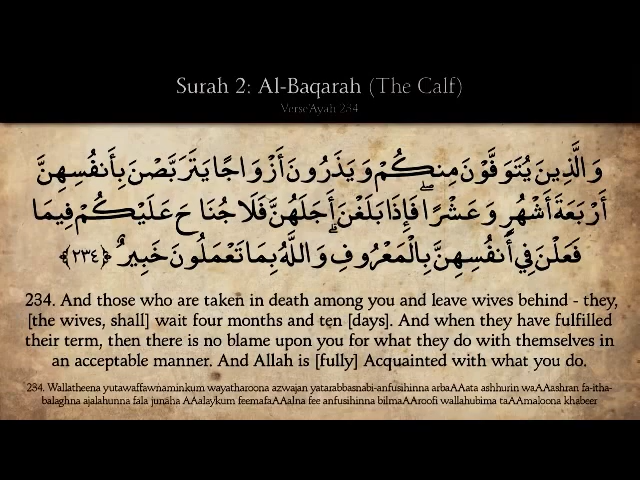 Surah 2: Al-Baqarah (The Calf)
Verse/Ayah 234
وَالَّذِينَ يُتَوَفَّوْنَ مِنكُمْ وَيَذَرُونَ أَزْوَاجًا يَتَرَبَّصْنَ بِأَنفُسِهِنَّ
أَرْبَعَةَ أَشْهُرٍ وَعَشْرًا ۖ فَإِذَا بَلَغْنَ أَجَلَهُنَّ فَلَا جُنَاحَ عَلَيْكُمْ فِيمَا
فَعَلْنَ فِي أَنفُسِهِنَّ بِالْمَعْرُوفِ ۗ وَاللَّهُ بِمَا تَعْمَلُونَ خَبِيرٌ ﴿٢٣٤﴾
234. And those who are taken in death among you and leave wives behind - they,
[the wives, shall] wait four months and ten [days]. And when they have fulfilled
their term, then there is no blame upon you for what they do with themselves in
an acceptable manner. And Allah is [fully] Acquainted with what you do.
234. Wallatheena yutawaffawnaminkum wayatharoona azwajan yatarabbasnabi-anfusihinna arbaAAata ashhurin waAAashran fa-itha-
balaghna ajalahunna fala junaha AAalaykum feemafaAAalna fee anfusihinna bilmaAAroofi wallahubima taAAmaloona khabeer